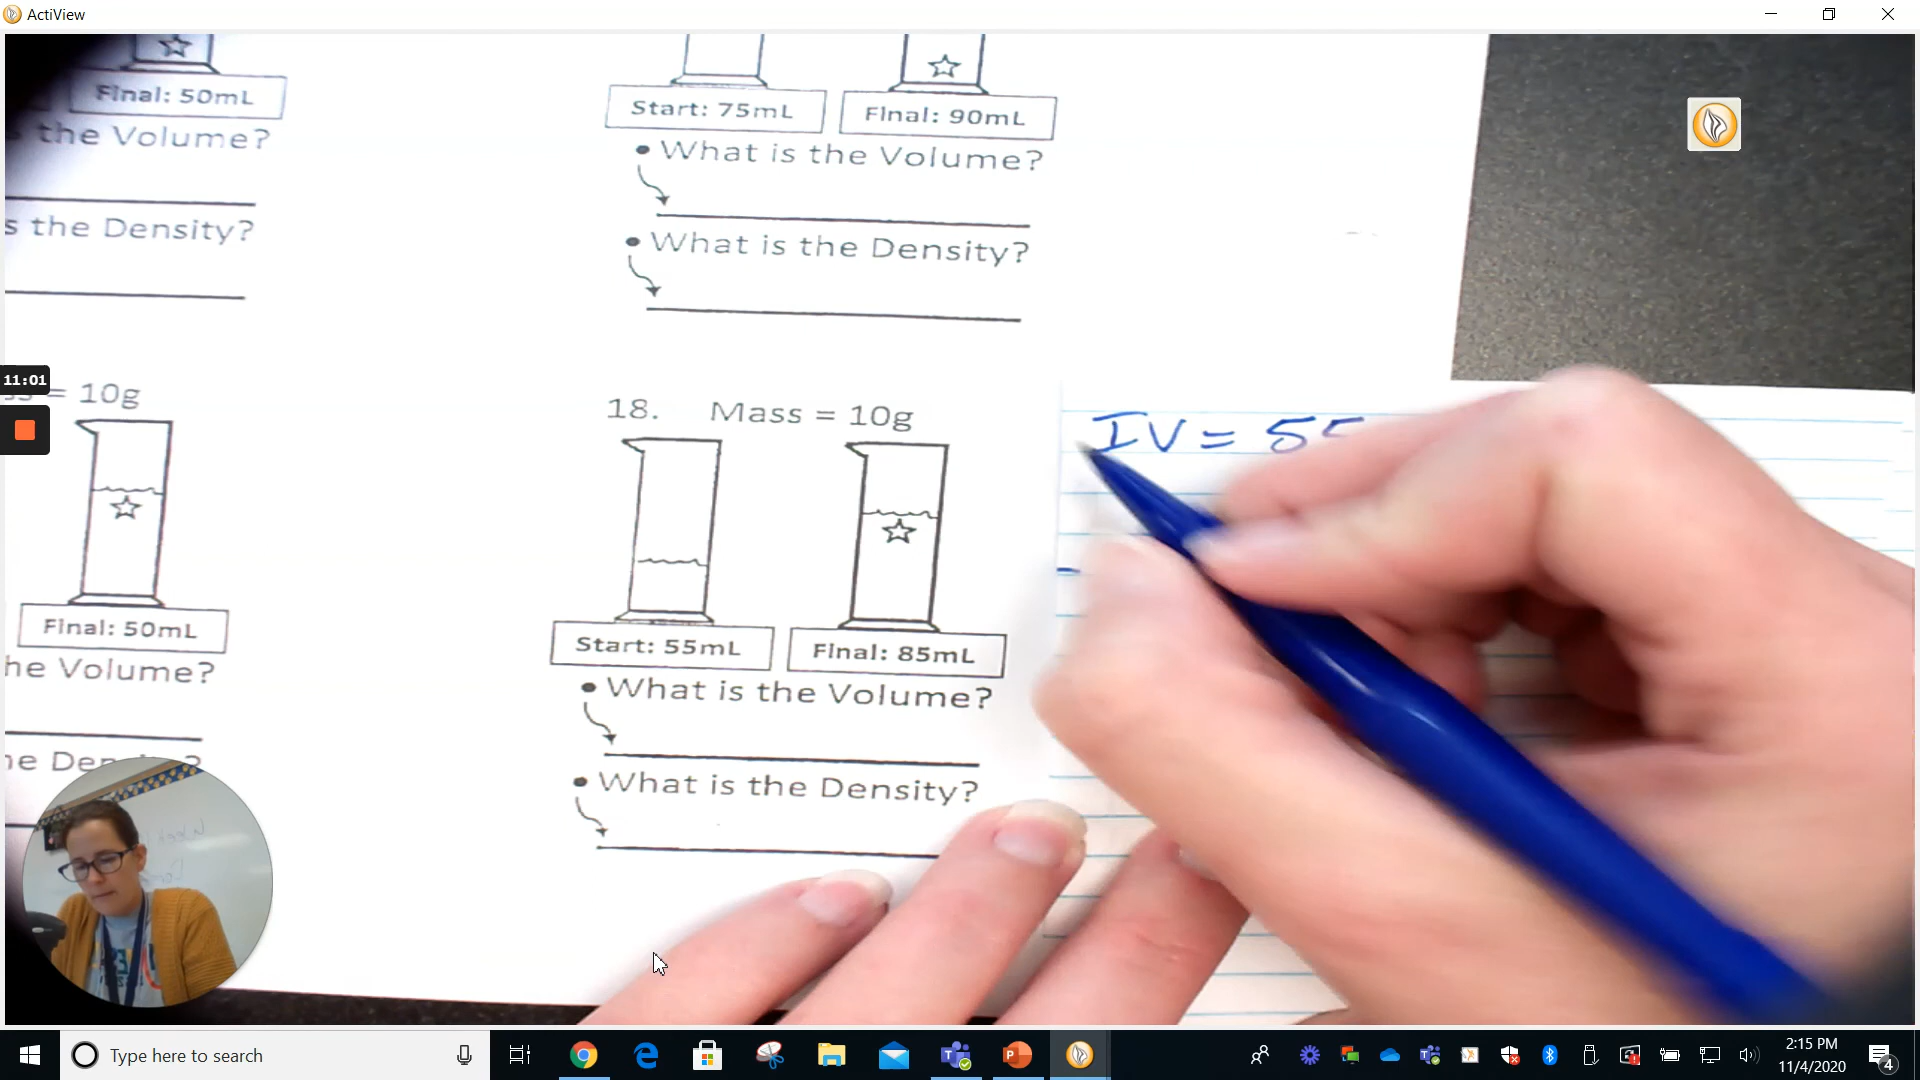 ActiView
Final: 50mL
the Volume?
s the Density?
Start: 75mL
Final: 90mL
• What is the Volume?
• What is the Density?
11:01
= 10g
Final: 50mL
he Volume?
18. Mass = 10g
Start: 55mL
Final: 85mL
• What is the Volume?
• What is the Density?
IV = 55
Type here to search
2:15 PM
11/4/2020
4